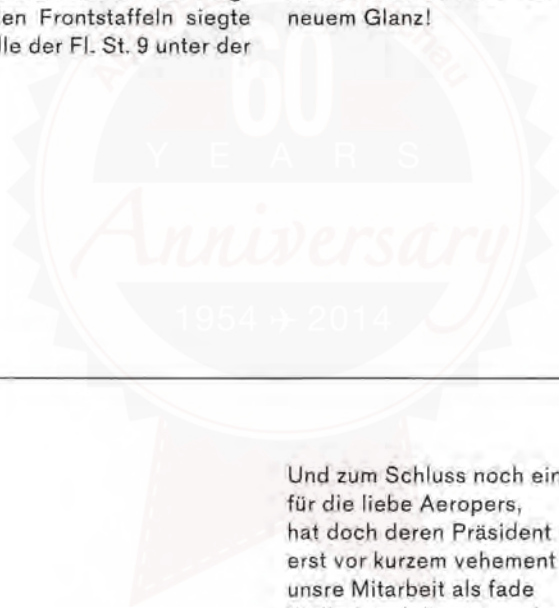 en Frontstaffeln siegte
lle der Fl. St. 9 unter der
neuem Glanz!
60
YEARS
Anniversary
1954 → 2014
Und zum Schluss noch ein
für die liebe Aeropers,
hat doch deren Präsident
erst vor kurzem vehement
unsre Mitarbeit als fade